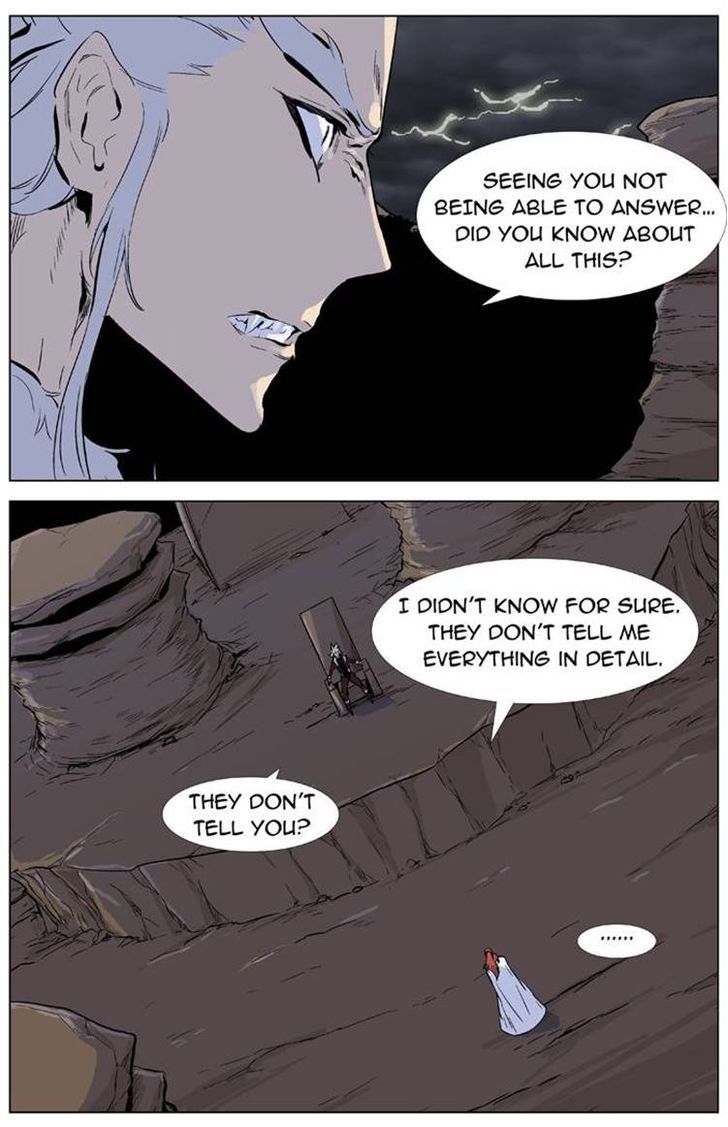 SEEING YOU NOT
BEING ABLE TO ANSWER...
DID YOU KNOW ABOUT
ALL THIS?
I DIDN'T KNOW FOR SURE.
THEY DON'T TELL ME
EVERYTHING IN DETAIL.
THEY DON'T
TELL YOU?
......